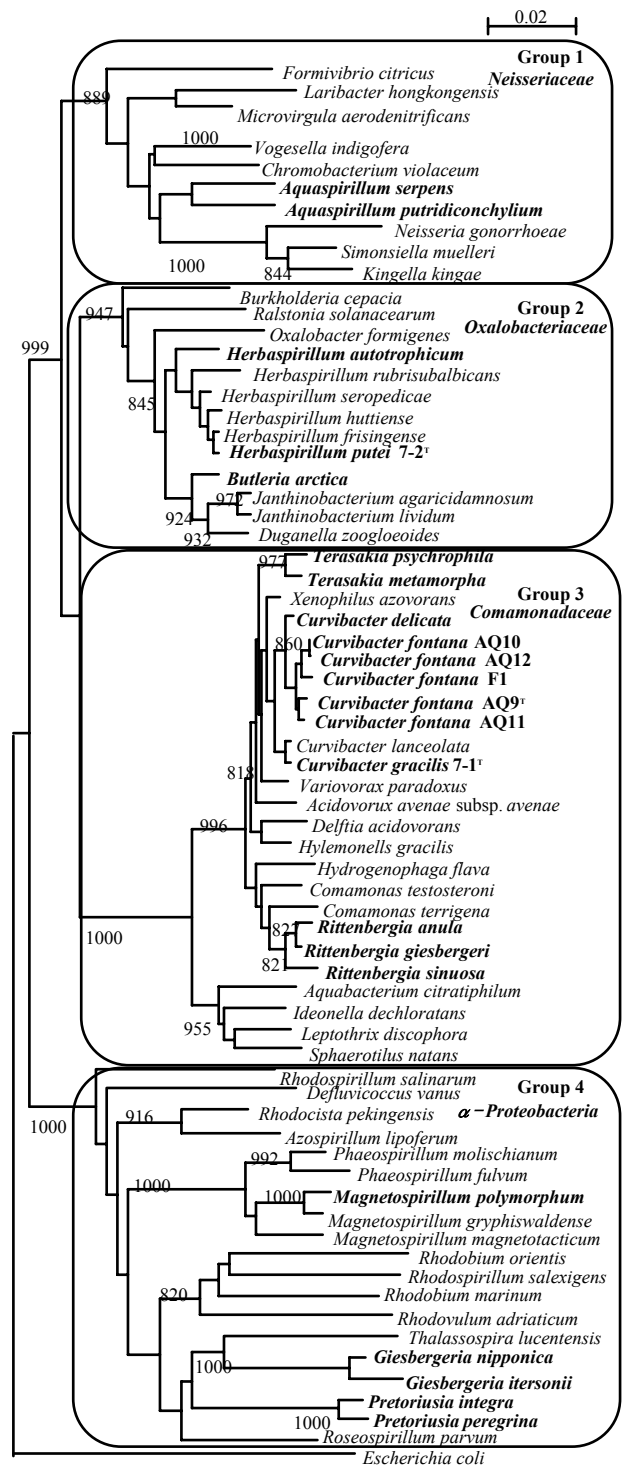 0.02
Group 1
Neisseriaceae
Formivibrio citricus
889
Laribacter hongkongensis
Microvirgula aerodenitrificans
1000
Vogesella indigofera
Chromobacterium violaceum
Aquaspirillum serpens
Aquaspirillum putridiconchylium
Neisseria gonorrhoeae
Simonsiella muelleri
1000
844
Kingella kingae
Burkholderia cepacia
Group 2
947
Ralstonia solanacearum
Oxalobacteriaceae
Oxalobacter formigenes
999
Herbaspirillum autotrophicum
Herbaspirillum rubrisubalbicans
Herbaspirillum seropedicae
845
Herbaspirillum huttiense
Herbaspirillum frisingense
Herbaspirillum putei 7-2T
Butleria arctica
972
Janthinobacterium agaricidamnosum
924
Janthinobacterium lividum
932
Duganella zoogloeoides
977
Terasakia psychrophila
Terasakia metamorpha
Group 3
Xenophilus azovorans
Comamonadaceae
Curvibacter delicata
860
Curvibacter fontana AQ10
Curvibacter fontana AQ12
Curvibacter fontana F1
Curvibacter fontana AQ9T
Curvibacter fontana AQ11
Curvibacter lanceolata
Curvibacter gracilis 7-1T
818
Variovorax paradoxus
Acidovorux avenae subsp. avenae
996
Delftia acidovorans
Hylemonells gracilis
Hydrogenophaga flava
Comamonas testosteroni
Comamonas terrigena
822
Rittenbergia anula
1000
Rittenbergia giesbergeri
821
Rittenbergia sinuosa
Aquabacterium citratiphilum
Ideonella dechloratans
955
Leptothrix discophora
Sphaerotilus natans
Rhodospirillum salinarum
Defluvicoccus vanus
Group 4
1000
916
Rhodocista pekingensis
α-Proteobacteria
Azospirillum lipoferum
992
Phaeospirillum molischianum
Phaeospirillum fulvum
1000
1000
Magnetospirillum polymorphum
Magnetospirillum gryphiswaldense
Magnetospirillum magnetotacticum
Rhodobium orientis
Rhodospirillum salexigens
820
Rhodobium marinum
Rhodovulum adriaticum
Thalassospira lucentensis
1000
Giesbergeria nipponica
Giesbergeria itersonii
Pretoriusia integra
1000
Pretoriusia peregrina
Roseospirillum parvum
Escherichia coli